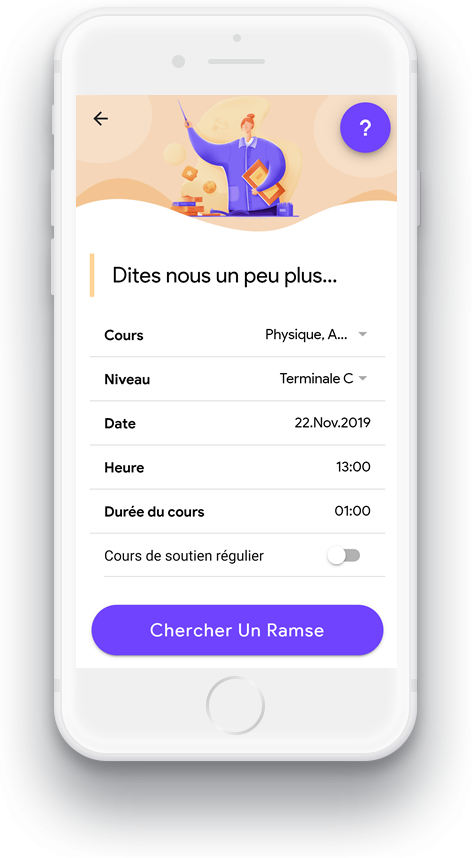 ?
Dites nous un peu plus...
Cours Physique, A...
Niveau Terminale C
Date 22.Nov.2019
Heure 13:00
Durée du cours 01:00
Cours de soutien régulier
Chercher Un Ramse